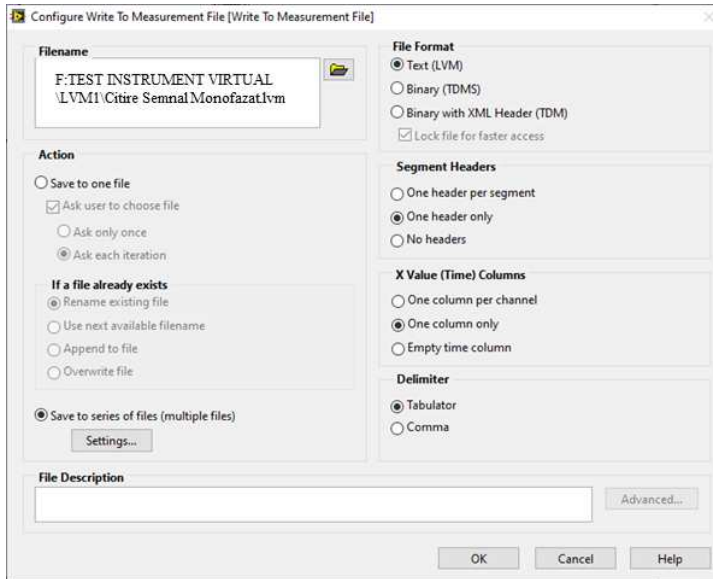 Configure Write To Measurement File [Write To Measurement File]
Filename
F:TEST INSTRUMENT VIRTUAL
\LVM1\Citire Semnal Monofazat.lvm
Action
Save to one file
Ask user to choose file
Ask only once
Ask each iteration
If a file already exists
Rename existing file
Use next available filename
Append to file
Overwrite file
Save to series of files (multiple files)
Settings...
File Format
Text (LVM)
Binary (TDMS)
Binary with XML Header (TDM)
Lock file for faster access
Segment Headers
One header per segment
One header only
No headers
X Value (Time) Columns
One column per channel
One column only
Empty time column
Delimiter
Tabulator
Comma
File Description
Advanced...
OK
Cancel
Help